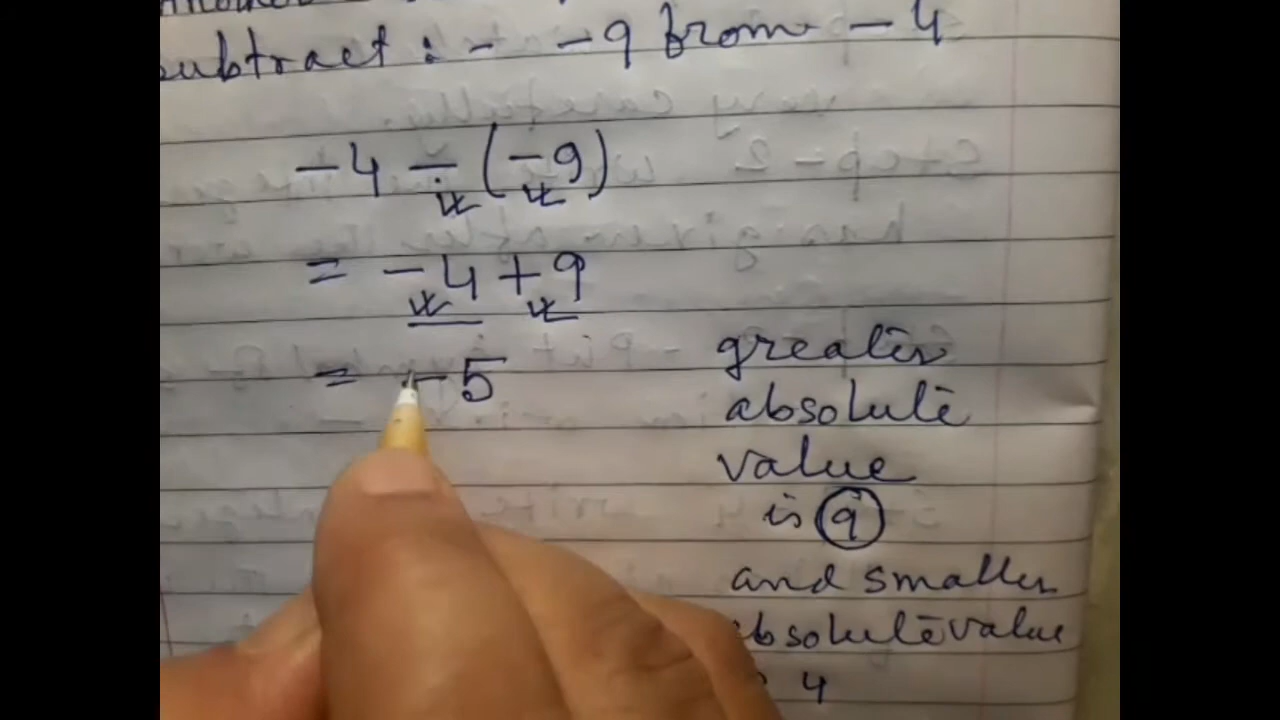 subtract :- -9 from -4
-4 - (-9)
= -4 + 9
= -5
greater
absolute
value
is 9
and smaller
absolute value
4